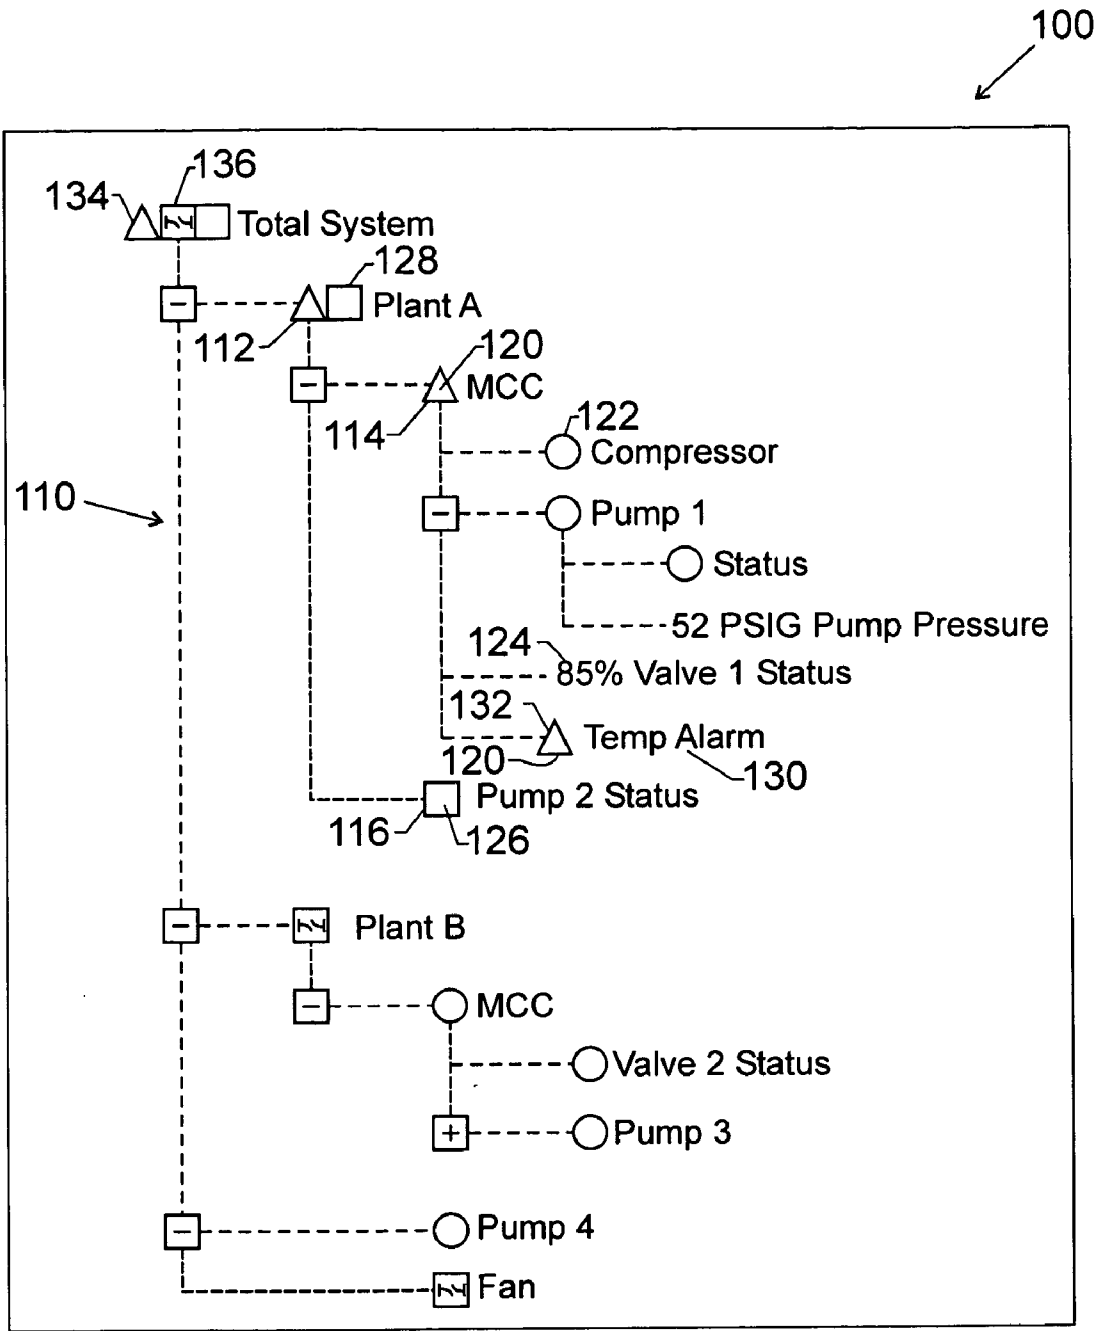 100
136
134
Total System
128
Plant A
112
120
MCC
114
122
Compressor
110
Pump 1
Status
52 PSIG Pump Pressure
124
85% Valve 1 Status
132
Temp Alarm
120
130
Pump 2 Status
116
126
Plant B
MCC
Valve 2 Status
+ Pump 3
Pump 4
Fan